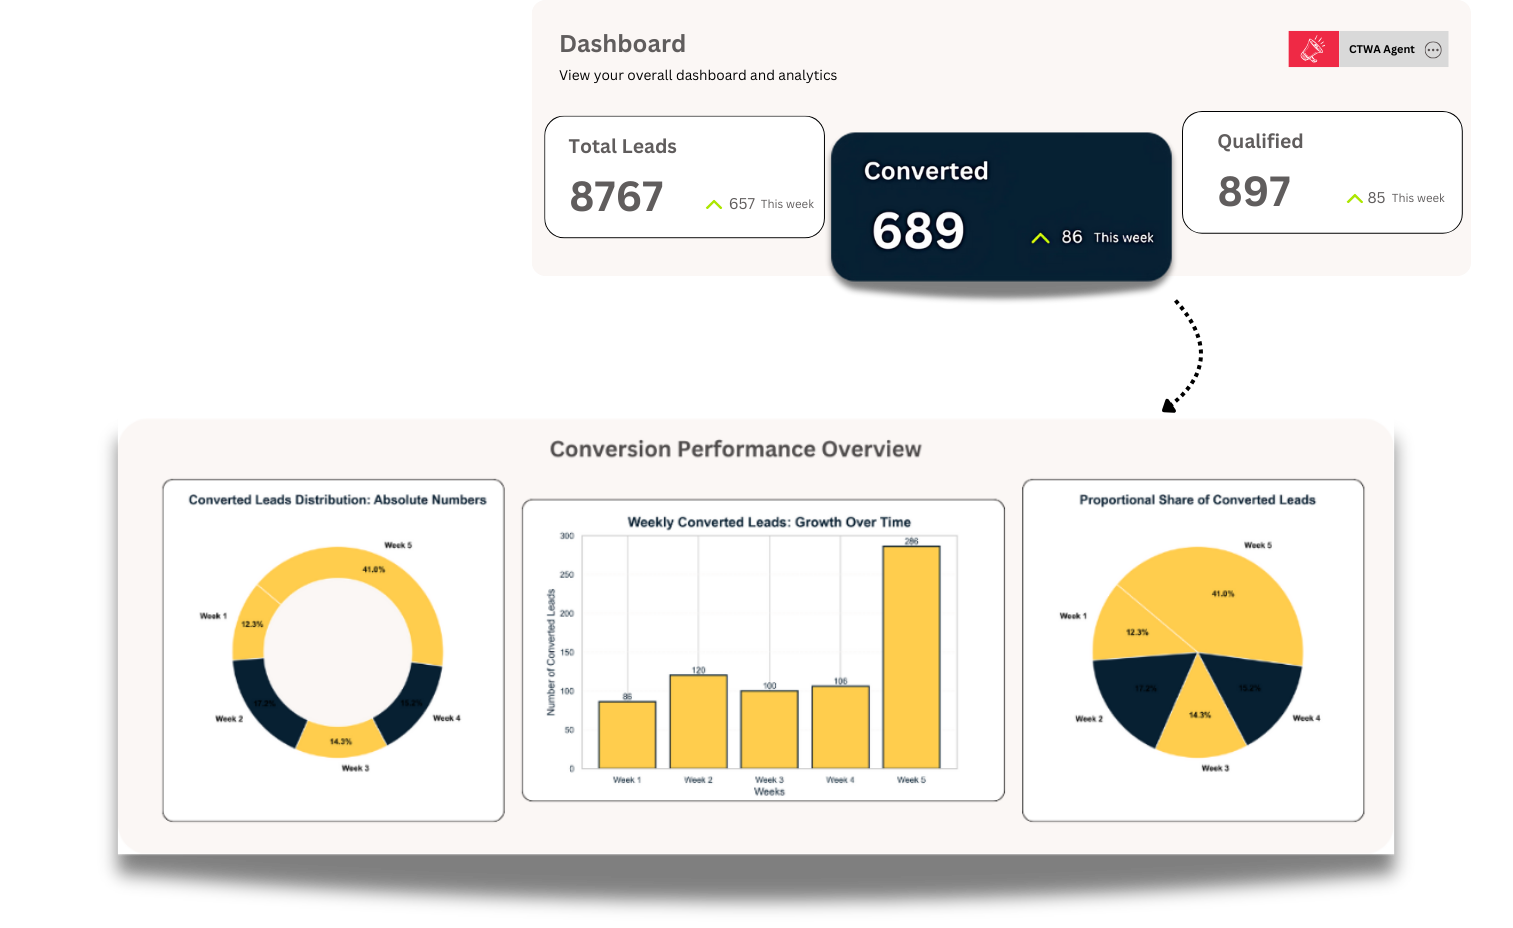 Dashboard
View your overall dashboard and analytics
CTWA Agent
Total Leads
8767
657 This week
Converted
689
86 This week
Qualified
897
85 This week
Conversion Performance Overview
Converted Leads Distribution: Absolute Numbers
Week 5
41.0%
Week 1
12.3%
17.2%
15.2%
Week 2
Week 4
14.3%
Week 3
Weekly Converted Leads: Growth Over Time
Number of Converted Leads
300
250
200
150
100
50
0
86
120
100
106
286
Week 1
Week 2
Week 3
Week 4
Week 5
Weeks
Proportional Share of Converted Leads
Week 5
41.0%
Week 1
12.3%
17.2%
15.2%
Week 2
Week 4
14.3%
Week 3